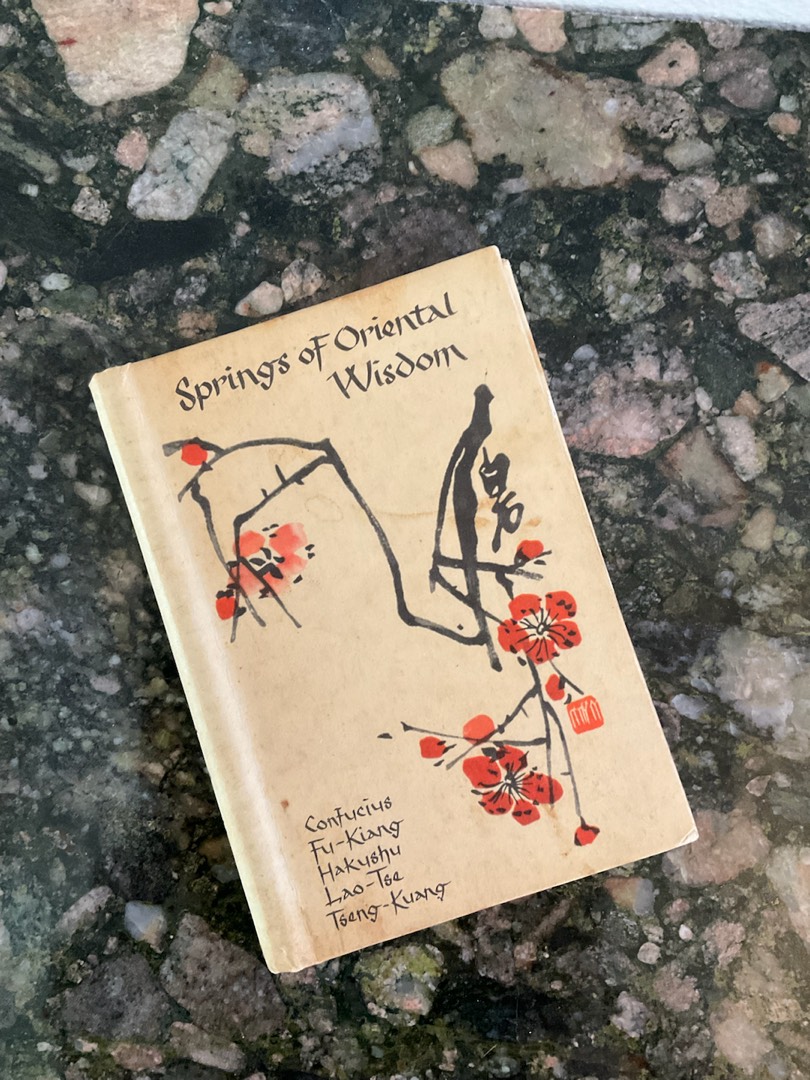 Springs of Oriental
Wisdom
Confucius
Fu-Kiang
Hakushu
Lao-Tse
Tseng-Kuang